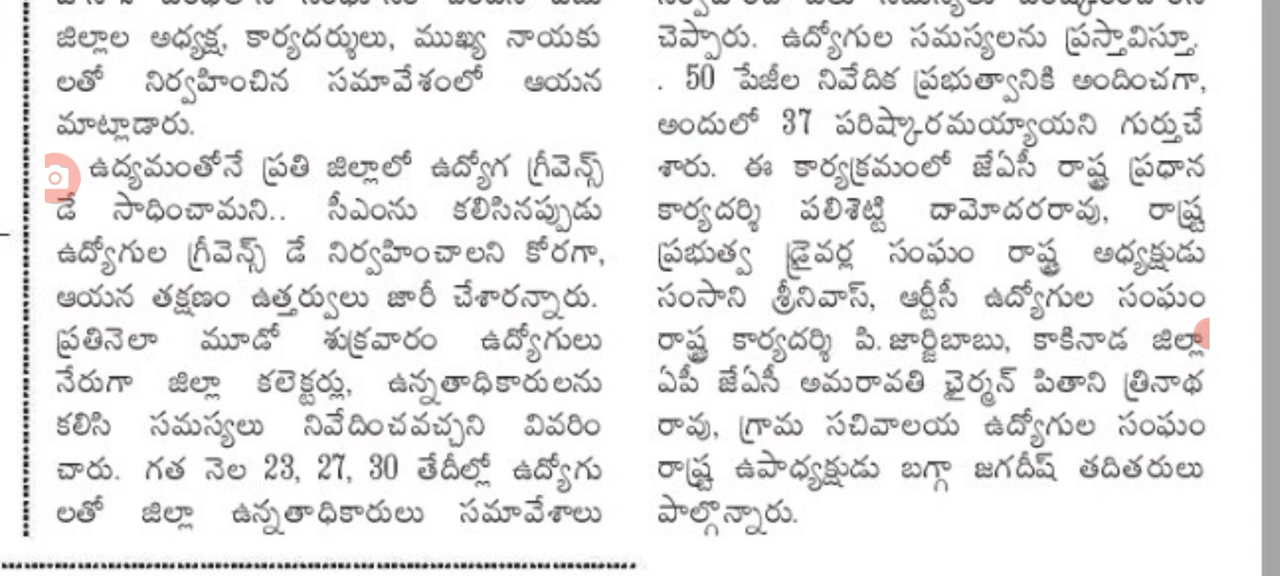 జిల్లాల అధ్యక్ష, కార్యదర్శులు, ముఖ్య నాయకు
లతో నిర్వహించిన సమావేశంలో ఆయన
మాట్లాడారు.
ఉద్యమంతోనే ప్రతి జిల్లాలో ఉద్యోగ గ్రీవెన్స్
డే సాధించామని.. సీఎంను కలిసినప్పుడు
ఉద్యోగుల గ్రీవెన్స్ డే నిర్వహించాలని కోరగా,
ఆయన తక్షణం ఉత్తర్వులు జారీ చేశారన్నారు.
ప్రతినెలా మూడో శుక్రవారం ఉద్యోగులు
నేరుగా జిల్లా కలెక్టర్లు, ఉన్నతాధికారులను
కలిసి సమస్యలు నివేదించవచ్చని వివరిం
చారు. గత నెల 23, 27, 30 తేదీల్లో ఉద్యోగు
లతో జిల్లా ఉన్నతాధికారులు సమావేశాలు
చెప్పారు. ఉద్యోగుల సమస్యలను ప్రస్తావిస్తూ.
. 50 పేజీల నివేదిక ప్రభుత్వానికి అందించగా,
అందులో 37 పరిష్కారమయ్యాయని గుర్తుచే
శారు. ఈ కార్యక్రమంలో జేఏసీ రాష్ట్ర ప్రధాన
కార్యదర్శి పలిశెట్టి దామోదరరావు, రాష్ట్ర
ప్రభుత్వ డ్రైవర్ల సంఘం రాష్ట్ర అధ్యక్షుడు
సంసాని శ్రీనివాస్, ఆర్టీసీ ఉద్యోగుల సంఘం
రాష్ట్ర కార్యదర్శి పి.జార్జిబాబు, కాకినాడ జిల్లా
ఏపీ జేఏసీ అమరావతి ఛైర్మన్ పితాని త్రినాథ
రావు, గ్రామ సచివాలయ ఉద్యోగుల సంఘం
రాష్ట్ర ఉపాధ్యక్షుడు బగ్గా జగదీష్ తదితరులు
పాల్గొన్నారు.